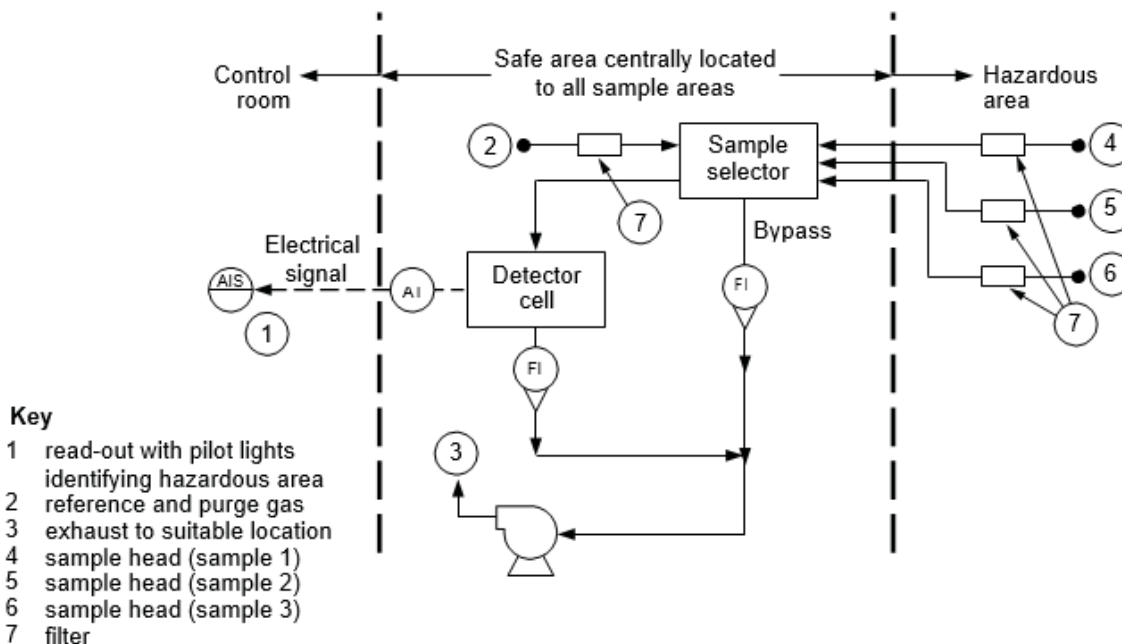 Control
room
Safe area centrally located
to all sample areas
Hazardous
area
2
Sample
selector
4
7
5
Bypass
Electrical
signal
Detector
cell
6
AIS
AI
FI
7
1
FI
Key
3
1 read-out with pilot lights
identifying hazardous area
2 reference and purge gas
3 exhaust to suitable location
4 sample head (sample 1)
5 sample head (sample 2)
6 sample head (sample 3)
7 filter